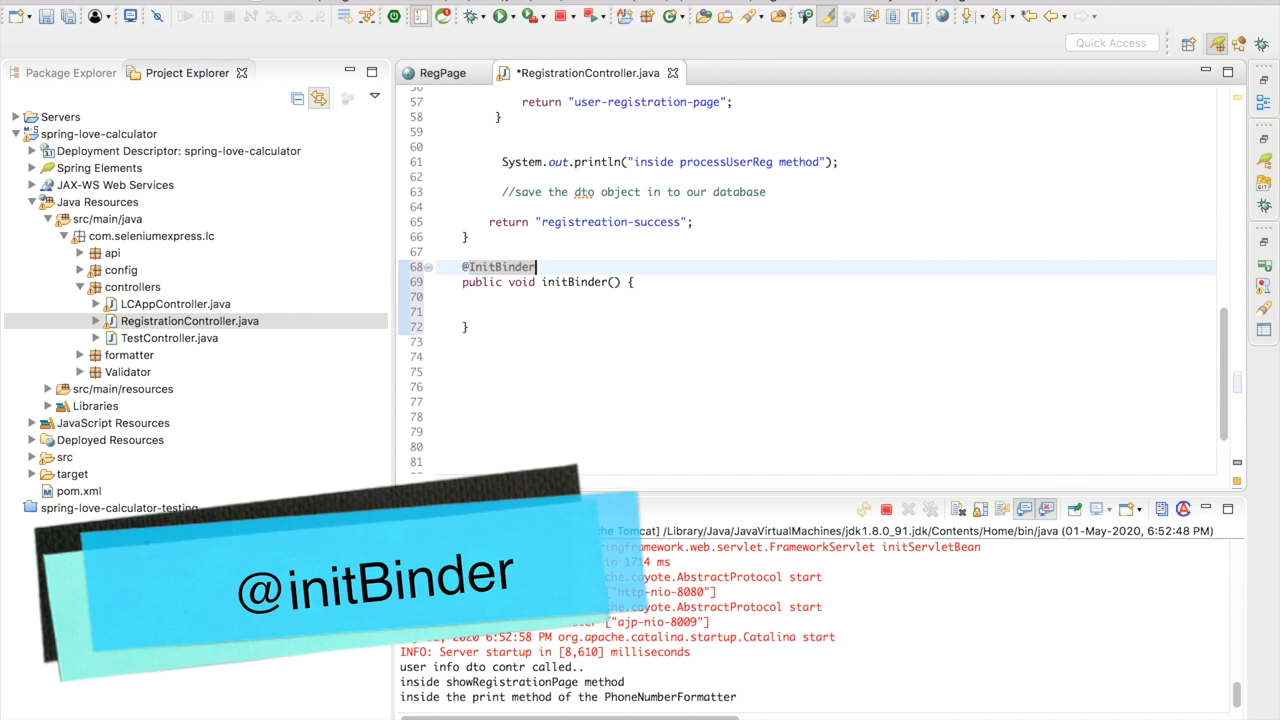 Quick Access
Package Explorer
Project Explorer
RegPage
*RegistrationController.java
Servers
spring-love-calculator
Deployment Descriptor: spring-love-calculator
Spring Elements
JAX-WS Web Services
Java Resources
src/main/java
com.seleniumexpress.lc
api
config
controllers
LCAppController.java
RegistrationController.java
TestController.java
formatter
Validator
src/main/resources
Libraries
JavaScript Resources
Deployed Resources
src
target
pom.xml
spring-love-calculator-testing
57 return "user-registration-page";
58 }
59
60
61 System.out.println("inside processUserReg method");
62
63 //save the dto object in to our database
64
65 return "registreation-success";
66 }
67
68 @InitBinder
69 public void initBinder() {
70
71
72 }
73
74
75
76
77
78
79
80
81
@initBinder
Tomcat] /Library/Java/JavaVirtualMachines/jdk1.8.0_91.jdk/Contents/Home/bin/java (01-May-2020, 6:52:48 PM)
ringframework.web.servlet.FrameworkServlet initServletBean
in 1714 ms
che.coyote.AbstractProtocol start
["http-nio-8080"]
che.coyote.AbstractProtocol start
["ajp-nio-8009"]
2020 6:52:58 PM org.apache.catalina.startup.Catalina start
INFO: Server startup in [8,610] milliseconds
user info dto contr called..
inside showRegistrationPage method
inside the print method of the PhoneNumberFormatter